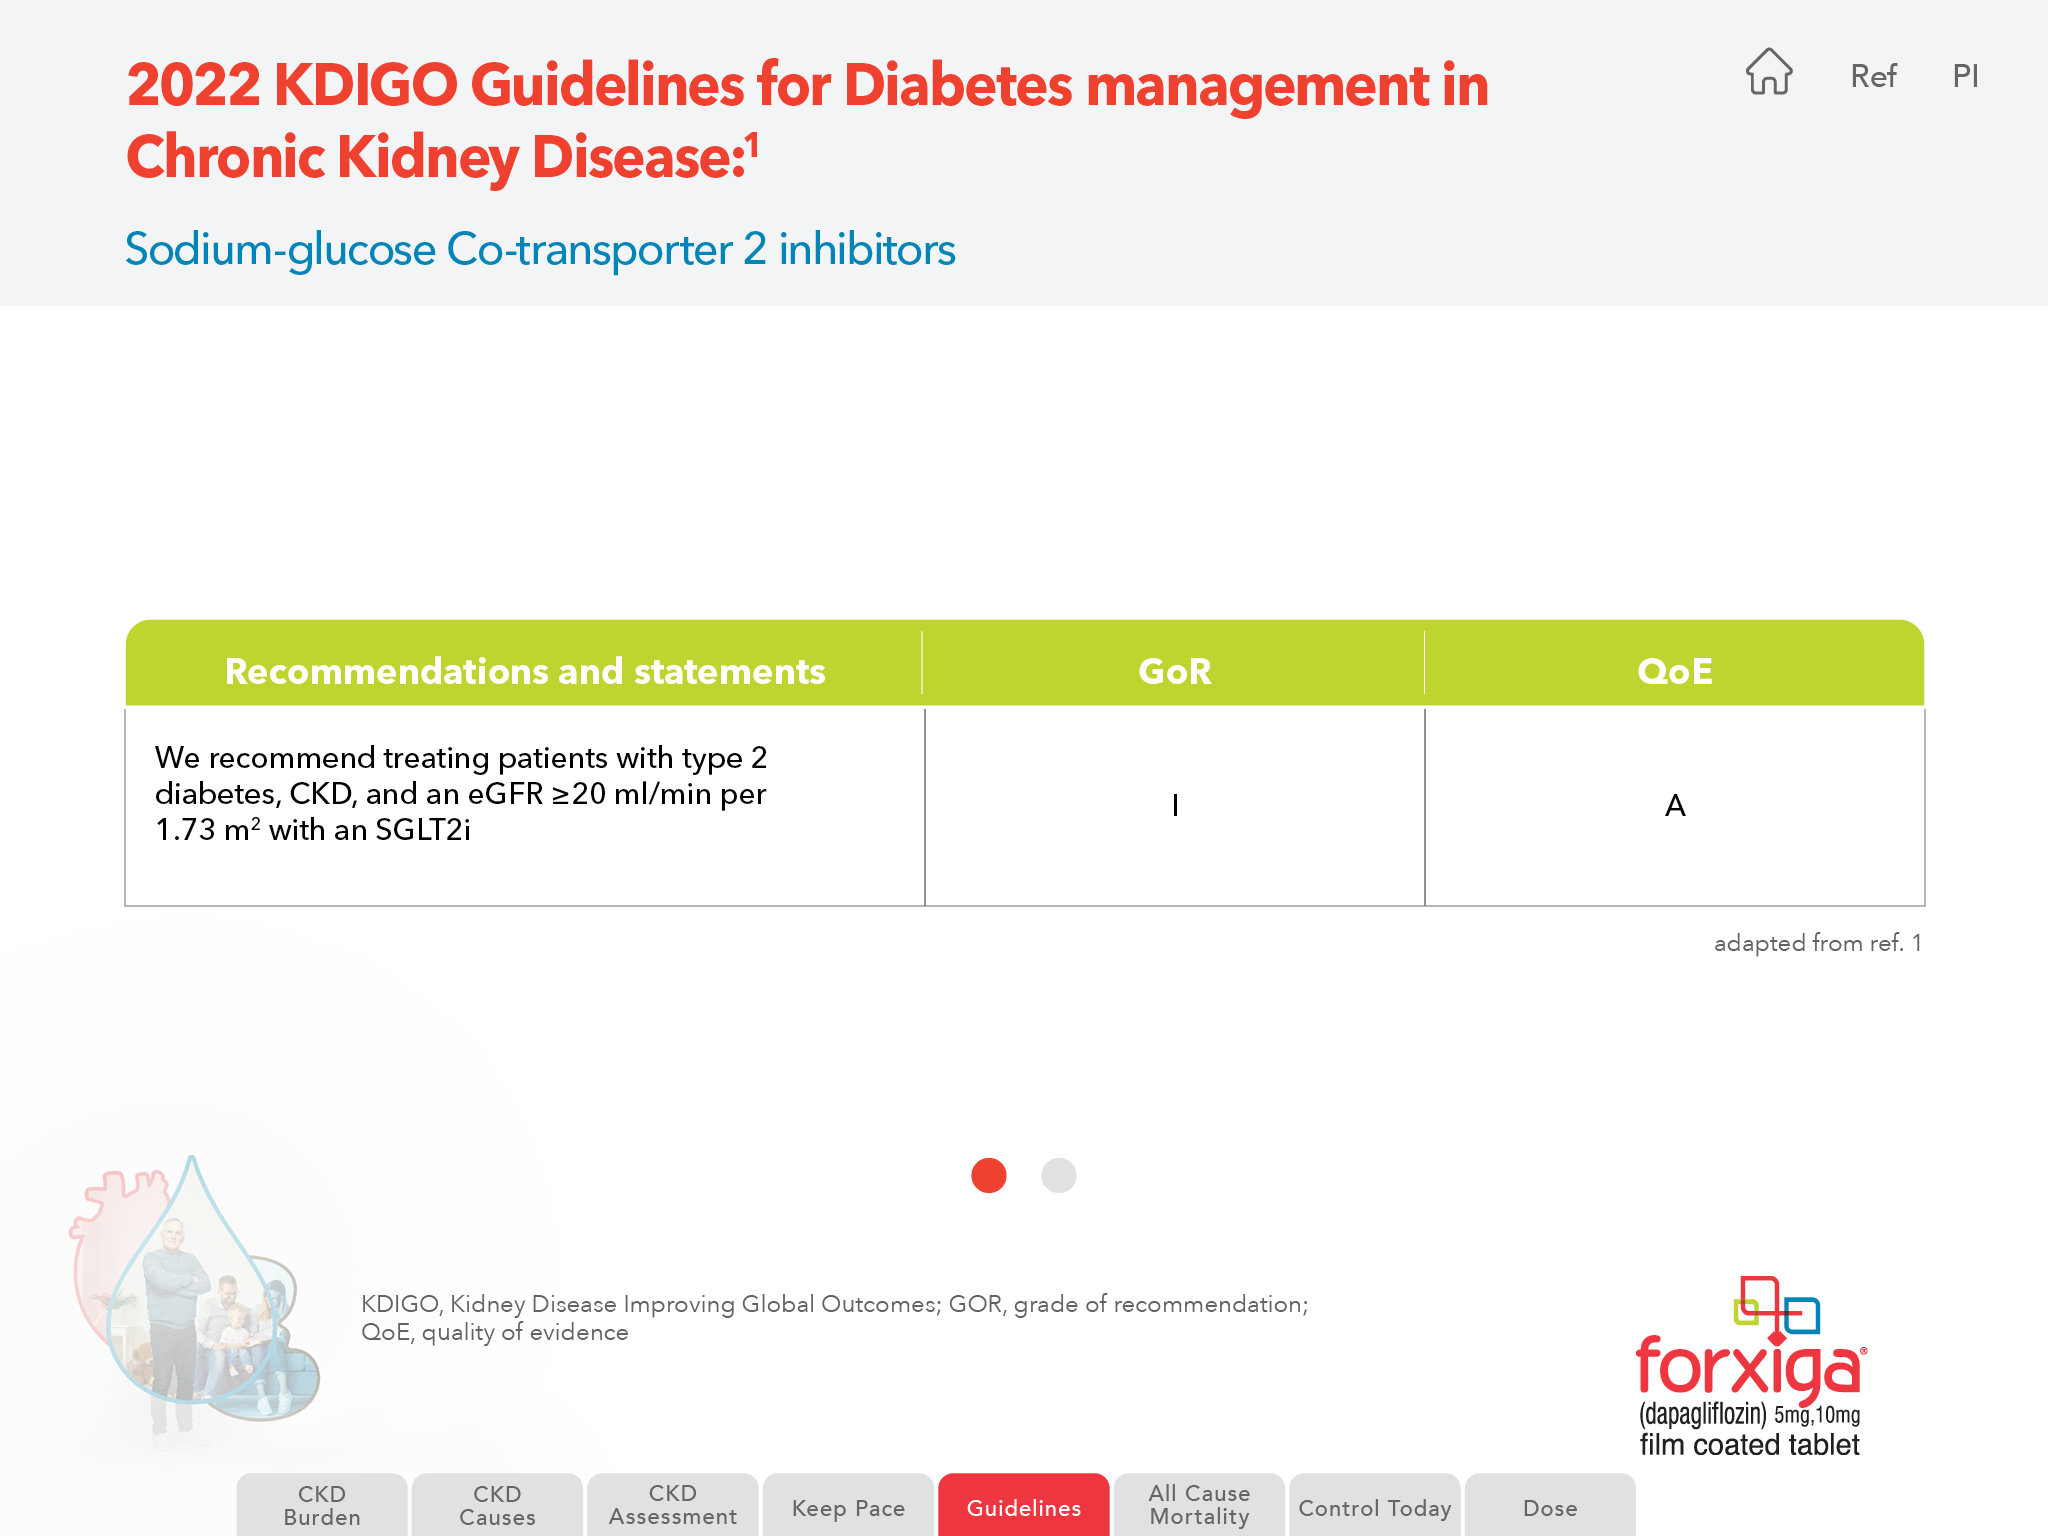 2022 KDIGO Guidelines for Diabetes management in
Chronic Kidney Disease:¹
Ref
PI
Sodium-glucose Co-transporter 2 inhibitors
Recommendations and statements
GoR
QoE
We recommend treating patients with type 2
diabetes, CKD, and an eGFR ≥20 ml/min per
1.73 m² with an SGLT2i
I
A
adapted from ref. 1
KDIGO, Kidney Disease Improving Global Outcomes; GOR, grade of recommendation;
QoE, quality of evidence
forxiga®
(dapagliflozin) 5mg,10mg
film coated tablet
CKD
Burden
CKD
Causes
CKD
Assessment
Keep Pace
Guidelines
All Cause
Mortality
Control Today
Dose